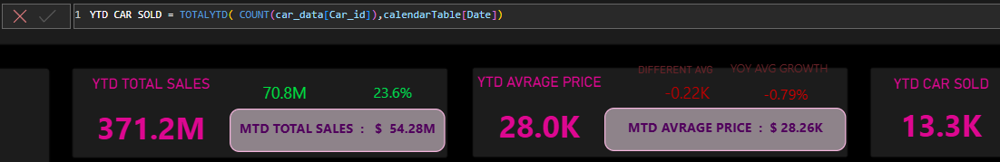 1 YTD CAR SOLD = TOTALYTD( COUNT(car_data[Car_id]),calendarTable[Date])
YTD TOTAL SALES
70.8M
23.6%
371.2M
MTD TOTAL SALES : $ 54.28M
YTD AVRAGE PRICE
DIFFERENT AVG
YOY AVG GROWTH
-0.22K
-0.79%
28.0K
MTD AVRAGE PRICE : $ 28.26K
YTD CAR SOLD
13.3K